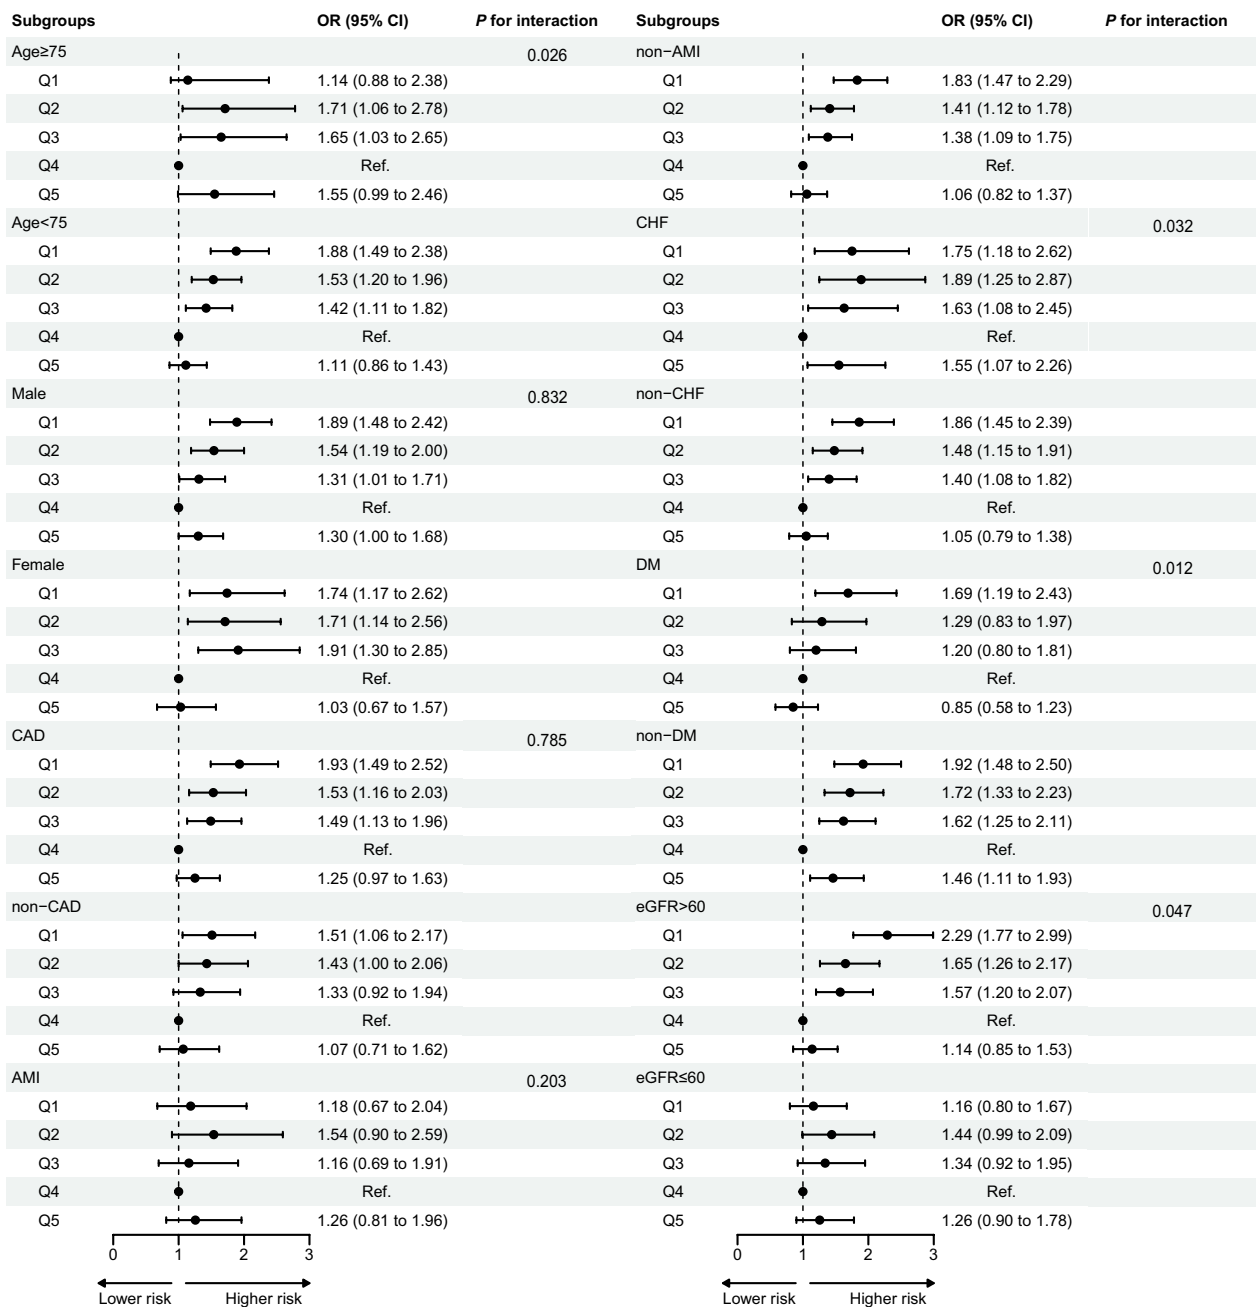 Subgroups OR (95% CI) P for interaction
Age≥75 0.026
Q1 1.14 (0.88 to 2.38)
Q2 1.71 (1.06 to 2.78)
Q3 1.65 (1.03 to 2.65)
Q4 Ref.
Q5 1.55 (0.99 to 2.46)
Age<75
Q1 1.88 (1.49 to 2.38)
Q2 1.53 (1.20 to 1.96)
Q3 1.42 (1.11 to 1.82)
Q4 Ref.
Q5 1.11 (0.86 to 1.43)
Male 0.832
Q1 1.89 (1.48 to 2.42)
Q2 1.54 (1.19 to 2.00)
Q3 1.31 (1.01 to 1.71)
Q4 Ref.
Q5 1.30 (1.00 to 1.68)
Female
Q1 1.74 (1.17 to 2.62)
Q2 1.71 (1.14 to 2.56)
Q3 1.91 (1.30 to 2.85)
Q4 Ref.
Q5 1.03 (0.67 to 1.57)
CAD 0.785
Q1 1.93 (1.49 to 2.52)
Q2 1.53 (1.16 to 2.03)
Q3 1.49 (1.13 to 1.96)
Q4 Ref.
Q5 1.25 (0.97 to 1.63)
non−CAD
Q1 1.51 (1.06 to 2.17)
Q2 1.43 (1.00 to 2.06)
Q3 1.33 (0.92 to 1.94)
Q4 Ref.
Q5 1.07 (0.71 to 1.62)
AMI 0.203
Q1 1.18 (0.67 to 2.04)
Q2 1.54 (0.90 to 2.59)
Q3 1.16 (0.69 to 1.91)
Q4 Ref.
Q5 1.26 (0.81 to 1.96)
0 1 2 3
Lower risk Higher risk
Subgroups OR (95% CI) P for interaction
non−AMI
Q1 1.83 (1.47 to 2.29)
Q2 1.41 (1.12 to 1.78)
Q3 1.38 (1.09 to 1.75)
Q4 Ref.
Q5 1.06 (0.82 to 1.37)
CHF 0.032
Q1 1.75 (1.18 to 2.62)
Q2 1.89 (1.25 to 2.87)
Q3 1.63 (1.08 to 2.45)
Q4 Ref.
Q5 1.55 (1.07 to 2.26)
non−CHF
Q1 1.86 (1.45 to 2.39)
Q2 1.48 (1.15 to 1.91)
Q3 1.40 (1.08 to 1.82)
Q4 Ref.
Q5 1.05 (0.79 to 1.38)
DM 0.012
Q1 1.69 (1.19 to 2.43)
Q2 1.29 (0.83 to 1.97)
Q3 1.20 (0.80 to 1.81)
Q4 Ref.
Q5 0.85 (0.58 to 1.23)
non−DM
Q1 1.92 (1.48 to 2.50)
Q2 1.72 (1.33 to 2.23)
Q3 1.62 (1.25 to 2.11)
Q4 Ref.
Q5 1.46 (1.11 to 1.93)
eGFR>60 0.047
Q1 2.29 (1.77 to 2.99)
Q2 1.65 (1.26 to 2.17)
Q3 1.57 (1.20 to 2.07)
Q4 Ref.
Q5 1.14 (0.85 to 1.53)
eGFR≤60
Q1 1.16 (0.80 to 1.67)
Q2 1.44 (0.99 to 2.09)
Q3 1.34 (0.92 to 1.95)
Q4 Ref.
Q5 1.26 (0.90 to 1.78)
0 1 2 3
Lower risk Higher risk